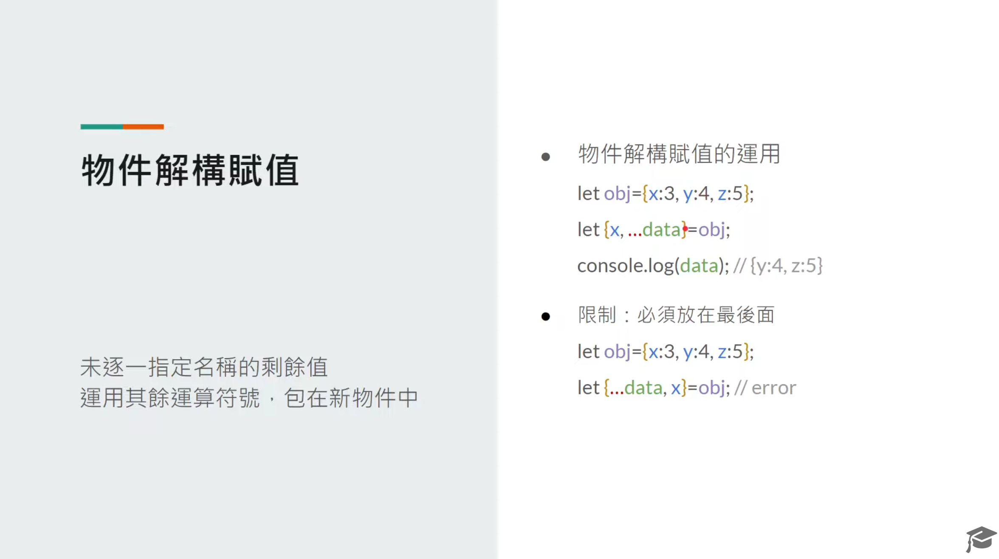 物件解構賦值
未逐一指定名稱的剩餘值
運用其餘運算符號，包在新物件中
● 物件解構賦值的運用
let obj={x:3, y:4, z:5};
let {x, ...data}=obj;
console.log(data); // {y:4, z:5}
● 限制：必須放在最後面
let obj={x:3, y:4, z:5};
let {...data, x}=obj; // error